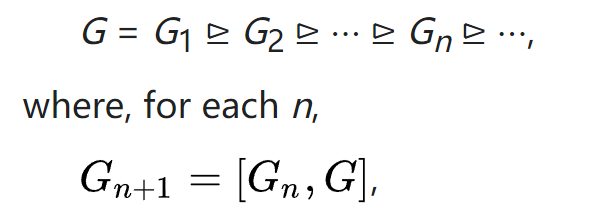 G = G₁ ⊵ G₂ ⊵ ⋯ ⊵ Gₙ ⊵ ⋯,
where, for each n,
Gₙ₊₁ = [Gₙ, G],